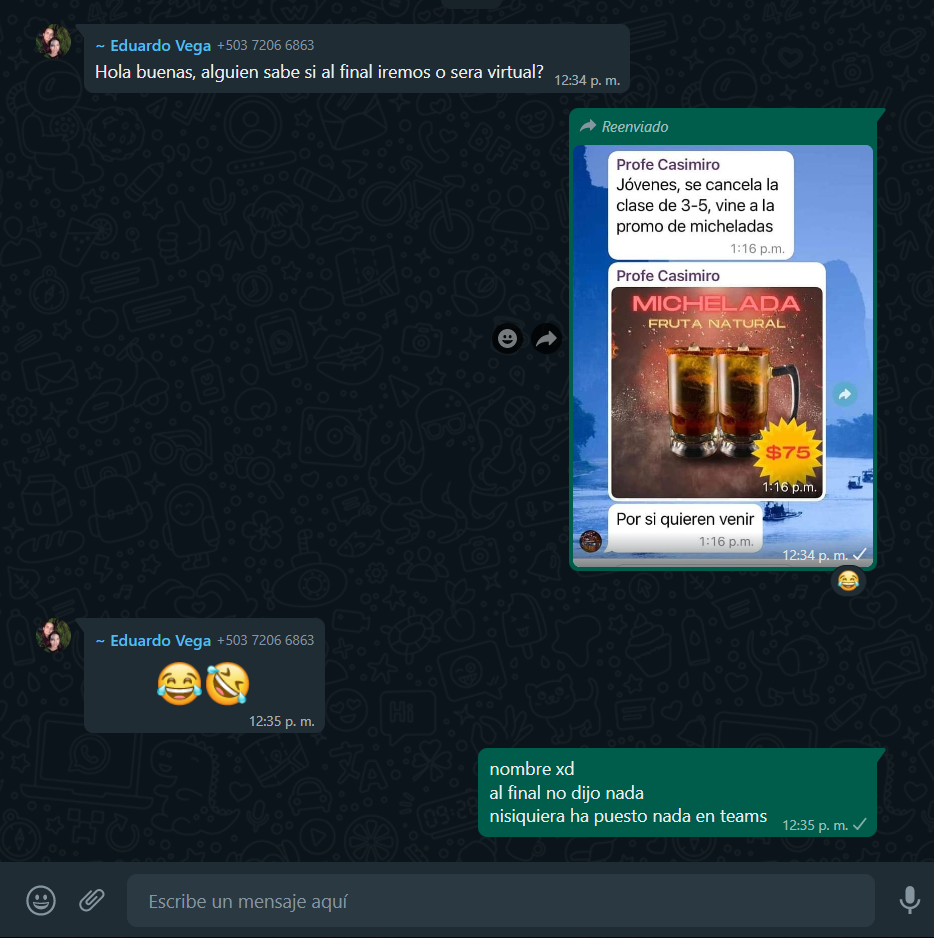 ~ Eduardo Vega +503 7206 6863
Hola buenas, alguien sabe si al final iremos o sera virtual?
12:34 p. m.
Reenviado
Profe Casimiro
Jóvenes, se cancela la
clase de 3-5, vine a la
promo de micheladas
1:16 p.m.
Profe Casimiro
MICHELADA
FRUTA NATURAL
$75
1:16 p.m.
Por si quieren venir
1:16 p.m.
12:34 p. m.
~ Eduardo Vega +503 7206 6863
😂🤣
12:35 p. m.
nombre xd
al final no dijo nada
nisiquiera ha puesto nada en teams
12:35 p. m.
Escribe un mensaje aquí